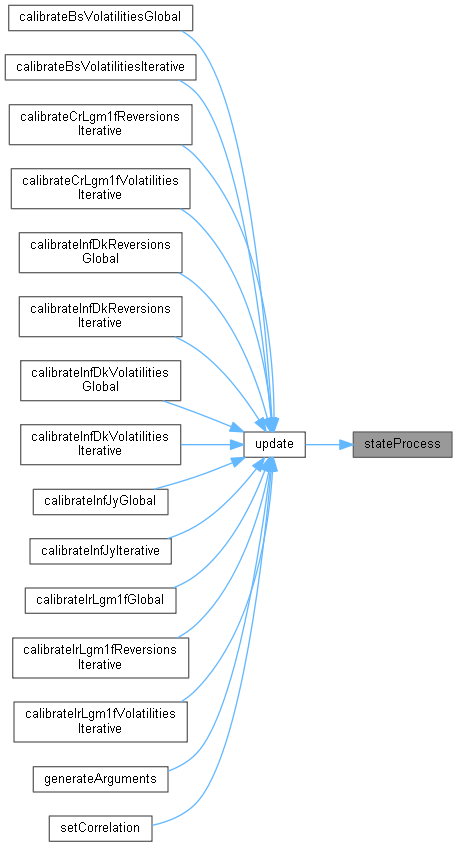 calibrateBsVolatilitiesGlobal
calibrateBsVolatilitiesIterative
calibrateCrLgm1fReversions
Iterative
calibrateCrLgm1fVolatilities
Iterative
calibrateInfDkReversions
Global
calibrateInfDkReversions
Iterative
calibrateInfDkVolatilities
Global
calibrateInfDkVolatilities
Iterative
update
stateProcess
calibrateInfJyGlobal
calibrateInfJyIterative
calibrateIrLgm1fGlobal
calibrateIrLgm1fReversions
Iterative
calibrateIrLgm1fVolatilities
Iterative
generateArguments
setCorrelation